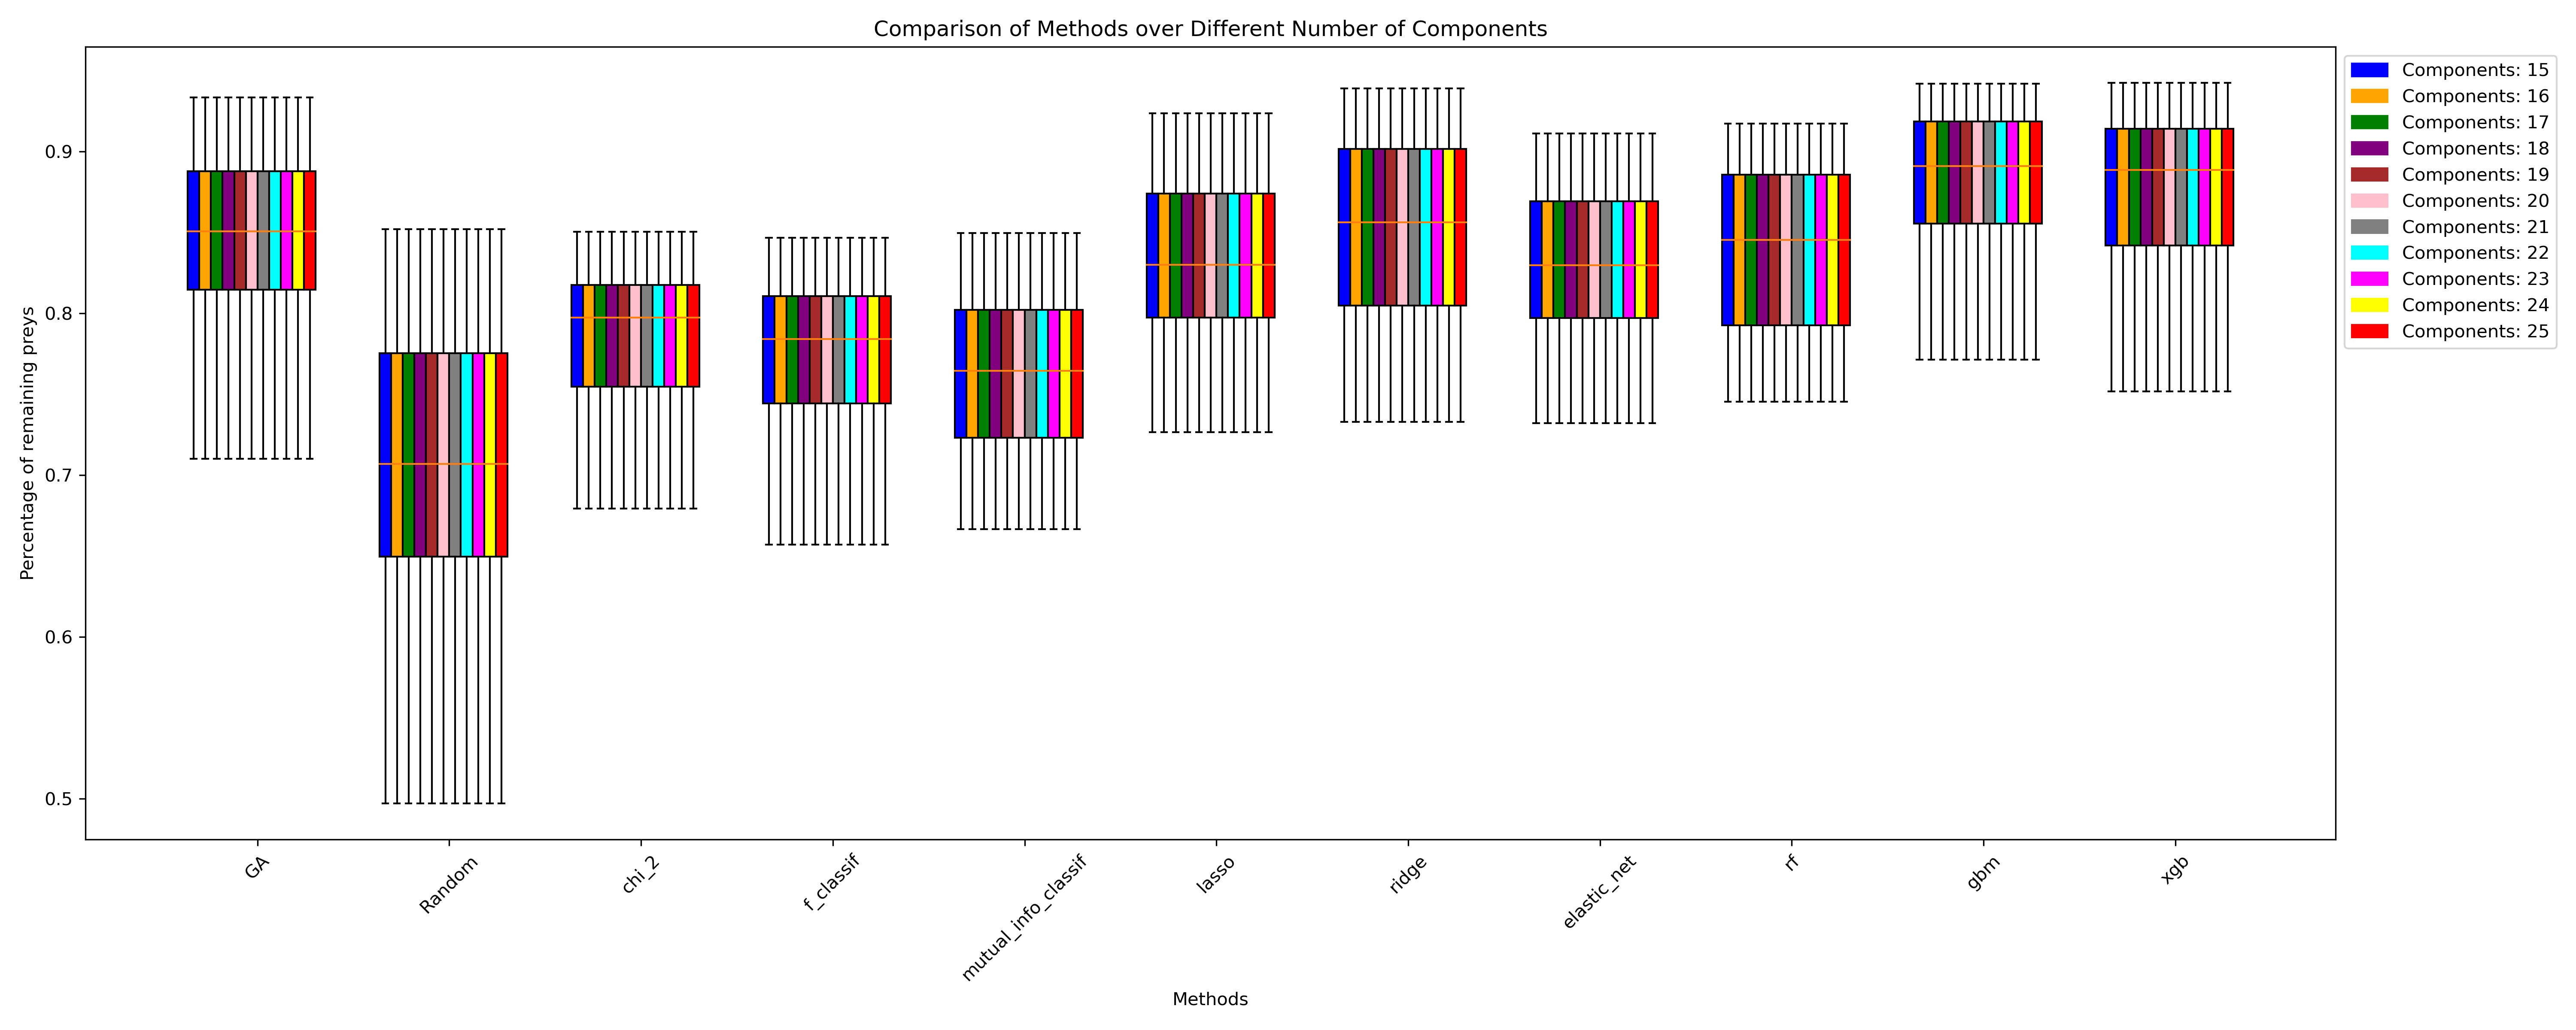 Comparison of Methods over Different Number of Components
Percentage of remaining preys
0.9
0.8
0.7
0.6
0.5
GA
Random
chi_2
f_classif
mutual_info_classif
lasso
ridge
elastic_net
rf
gbm
xgb
Methods
Components: 15
Components: 16
Components: 17
Components: 18
Components: 19
Components: 20
Components: 21
Components: 22
Components: 23
Components: 24
Components: 25